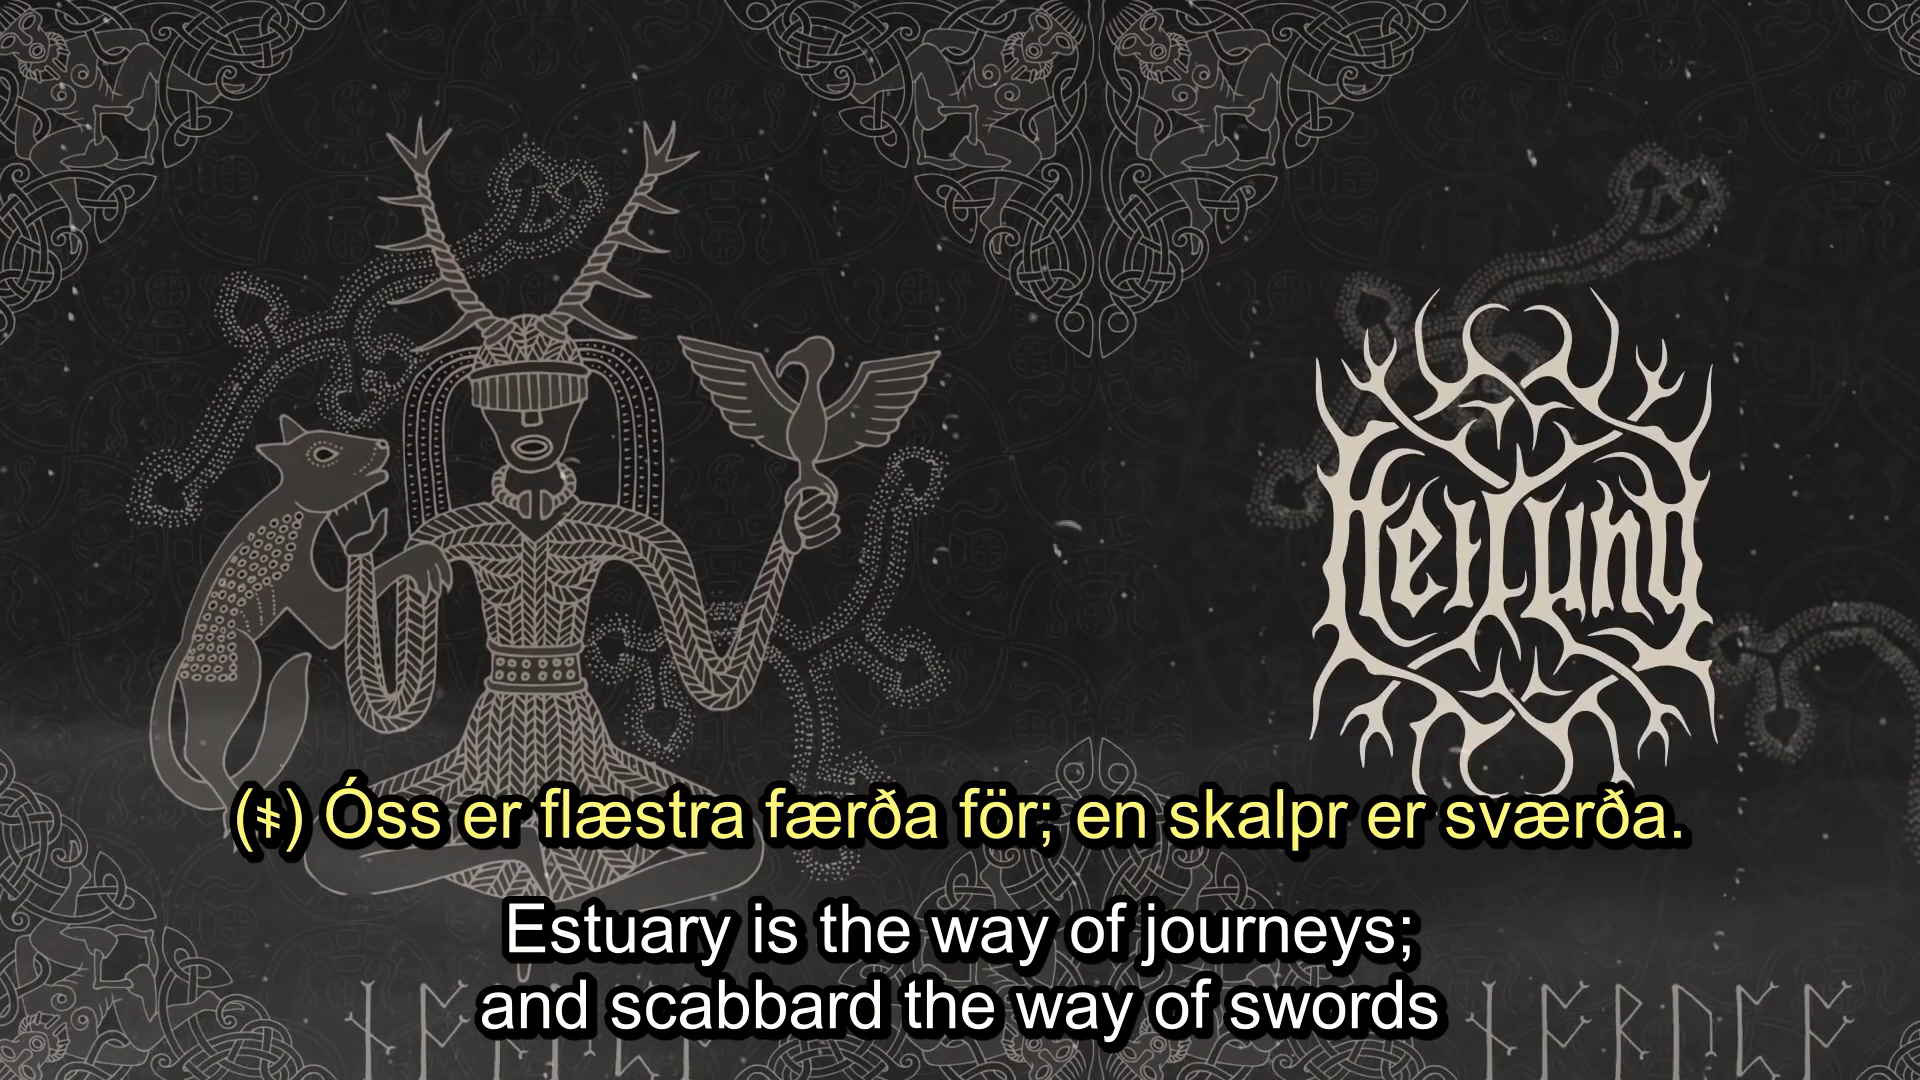 Heilung
(ᚯ) Óss er flæstra færða för; en skalpr er sværða.
Estuary is the way of journeys;
and scabbard the way of swords